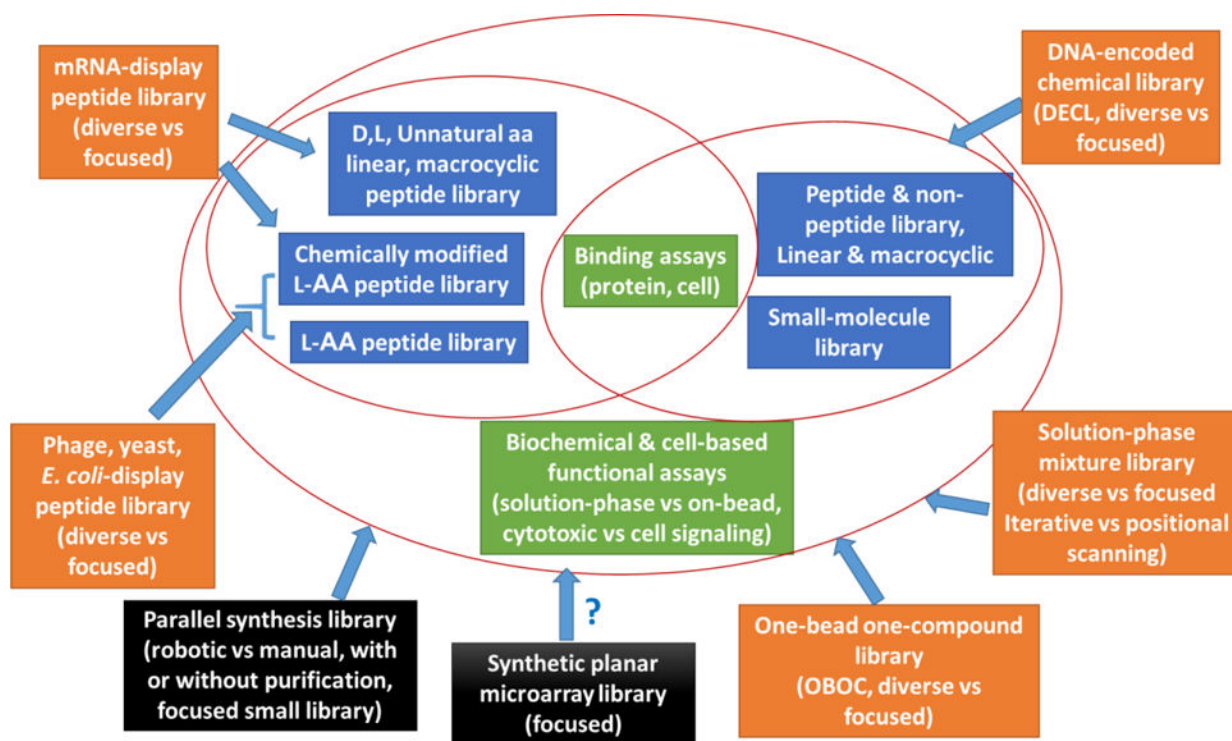 mRNA-display
peptide library
(diverse vs
focused)
DNA-encoded
chemical library
(DECL, diverse vs
focused)
D,L, Unnatural aa
linear, macrocyclic
peptide library
Peptide & non-
peptide library,
Linear & macrocyclic
Chemically modified
L-AA peptide library
Binding assays
(protein, cell)
L-AA peptide library
Small-molecule
library
Phage, yeast,
E. coli-display
peptide library
(diverse vs
focused)
Biochemical & cell-based
functional assays
(solution-phase vs on-bead,
cytotoxic vs cell signaling)
Solution-phase
mixture library
(diverse vs focused
Iterative vs positional
scanning)
Parallel synthesis library
(robotic vs manual, with
or without purification,
focused small library)
?
Synthetic planar
microarray library
(focused)
One-bead one-compound
library
(OBOC, diverse vs
focused)